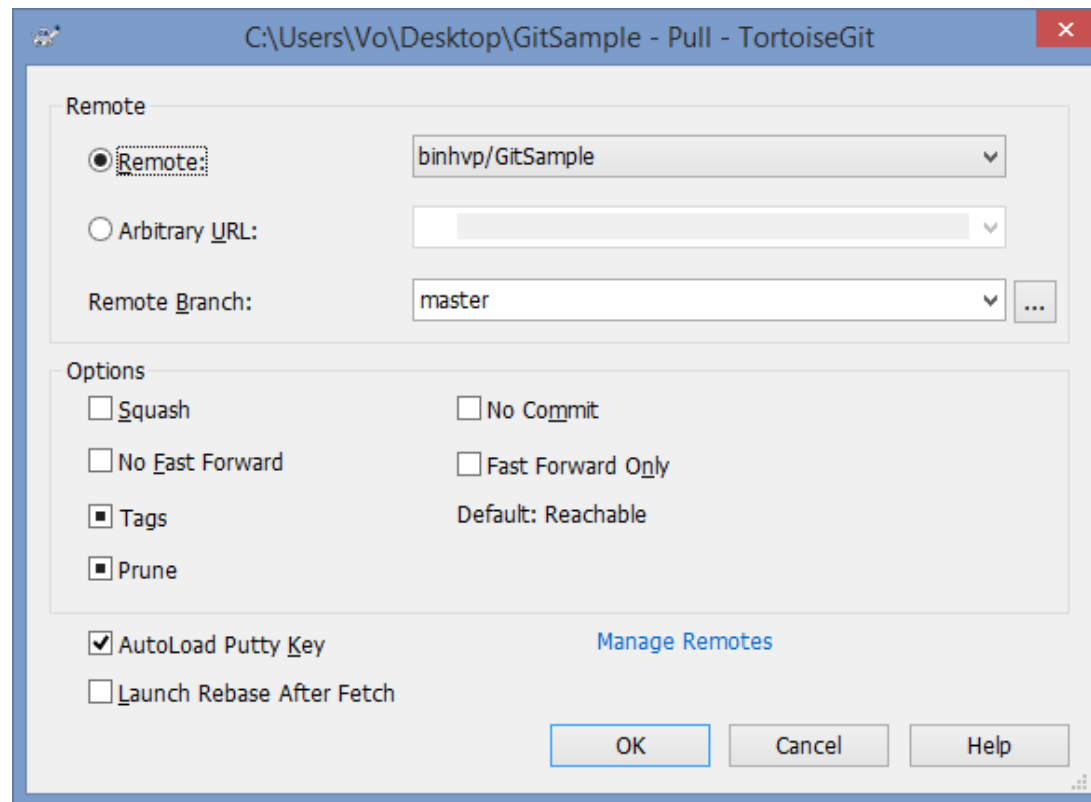 C:\Users\Vo\Desktop\GitSample - Pull - TortoiseGit
Remote
Remote: binhvp/GitSample
Arbitrary URL:
Remote Branch: master ...
Options
Squash No Commit
No Fast Forward Fast Forward Only
Tags Default: Reachable
Prune
AutoLoad Putty Key Manage Remotes
Launch Rebase After Fetch
OK Cancel Help